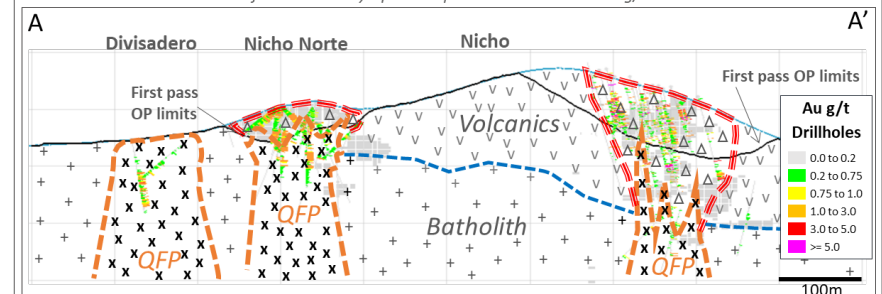 A
A’
Divisadero
Nicho Norte
Nicho
First pass
OP limits
First pass OP limits
Volcanics
Batholith
QFP
QFP
QFP
Au g/t
Drillholes
0.0 to 0.2
0.2 to 0.75
0.75 to 1.0
1.0 to 3.0
3.0 to 5.0
>= 5.0
100m